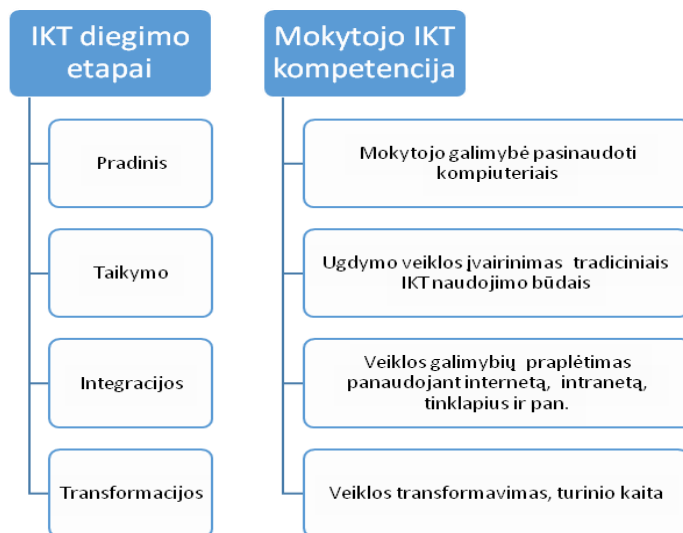 IKT diegimo
etapai
Pradinis
Taikymo
Integracijos
Transformacijos
Mokytojo IKT
kompetencija
Mokytojo galimybė pasinaudoti
kompiuteriais
Ugdymo veiklos įvairinimas tradiciniais
IKT naudojimo būdais
Veiklos galimybių praplėtimas
panaudojant internetą, intranetą,
tinklapius ir pan.
Veiklos transformavimas, turinio kaita